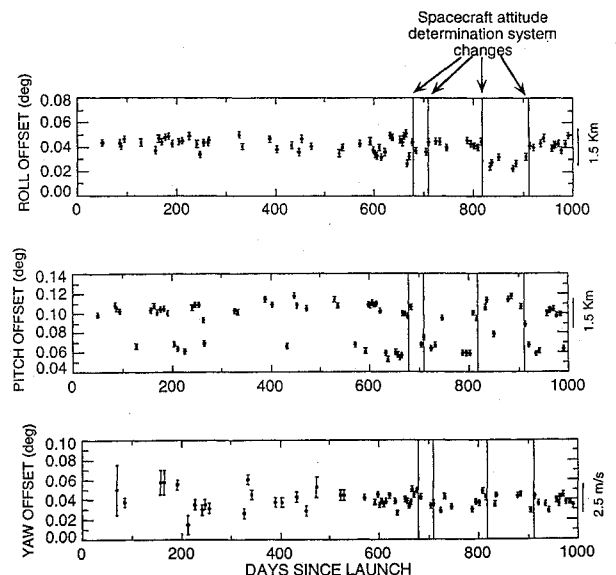 Spacecraft attitude
determination system
changes
ROLL OFFSET (deg)
0.08
0.06
0.04
0.02
0.00
0 200 400 600 800 1000
1.5 Km
PITCH OFFSET (deg)
0.14
0.12
0.10
0.08
0.06
0.04
0 200 400 600 800 1000
1.5 Km
YAW OFFSET (deg)
0.10
0.08
0.06
0.04
0.02
0.00
0 200 400 600 800 1000
2.5 m/s
DAYS SINCE LAUNCH